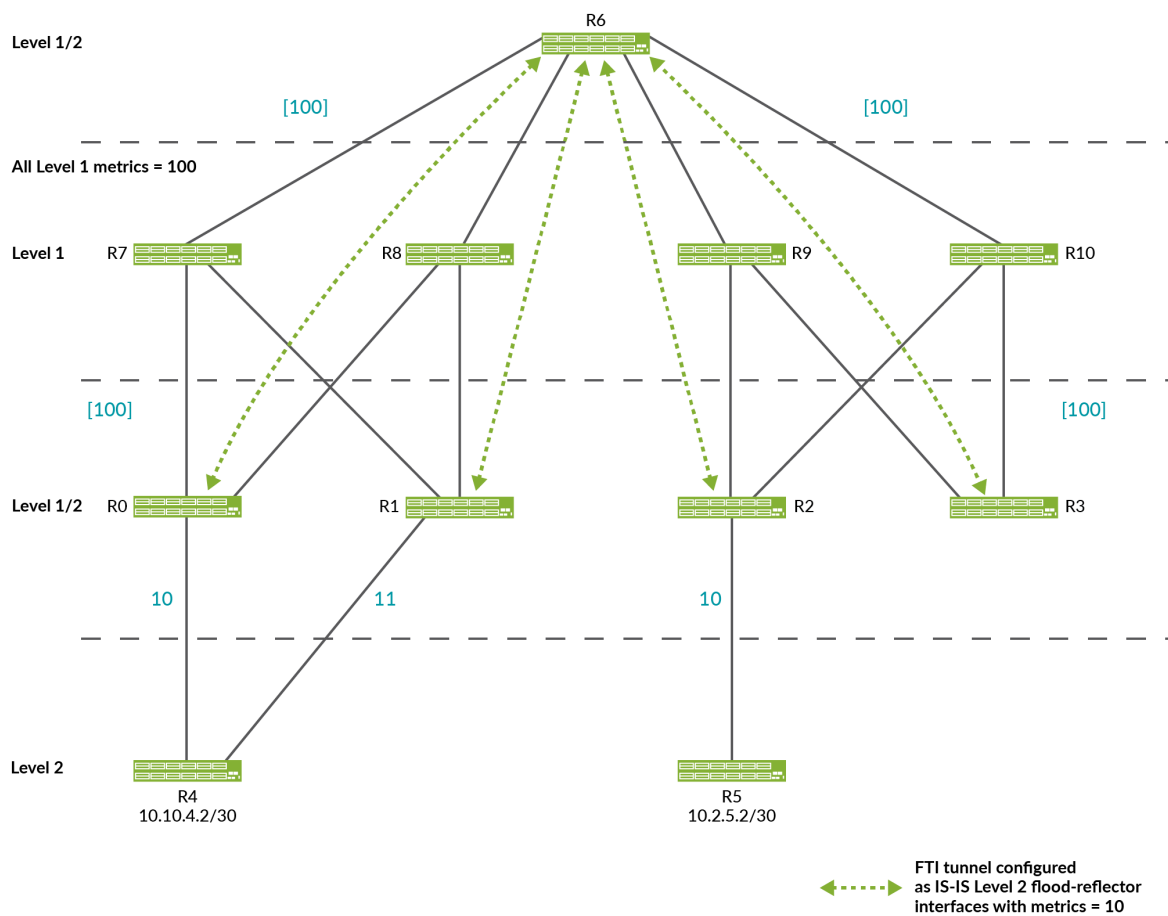 R6
Level 1/2
[100]
[100]
All Level 1 metrics = 100
Level 1
R7
R8
R9
R10
[100]
[100]
Level 1/2
R0
R1
R2
R3
10
11
10
Level 2
R4
10.10.4.2/30
R5
10.2.5.2/30
FTI tunnel configured
as IS-IS Level 2 flood-reflector
interfaces with metrics = 10